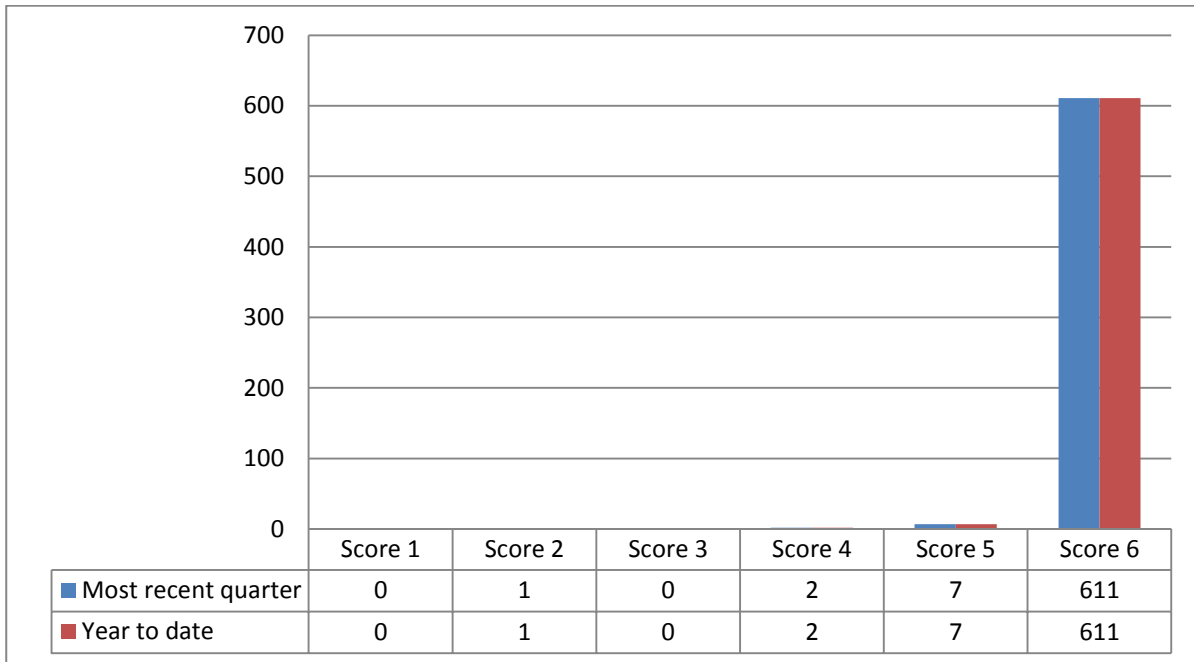 700
600
500
400
300
200
100
0
Score 1 Score 2 Score 3 Score 4 Score 5 Score 6
Most recent quarter 0 1 0 2 7 611
Year to date 0 1 0 2 7 611